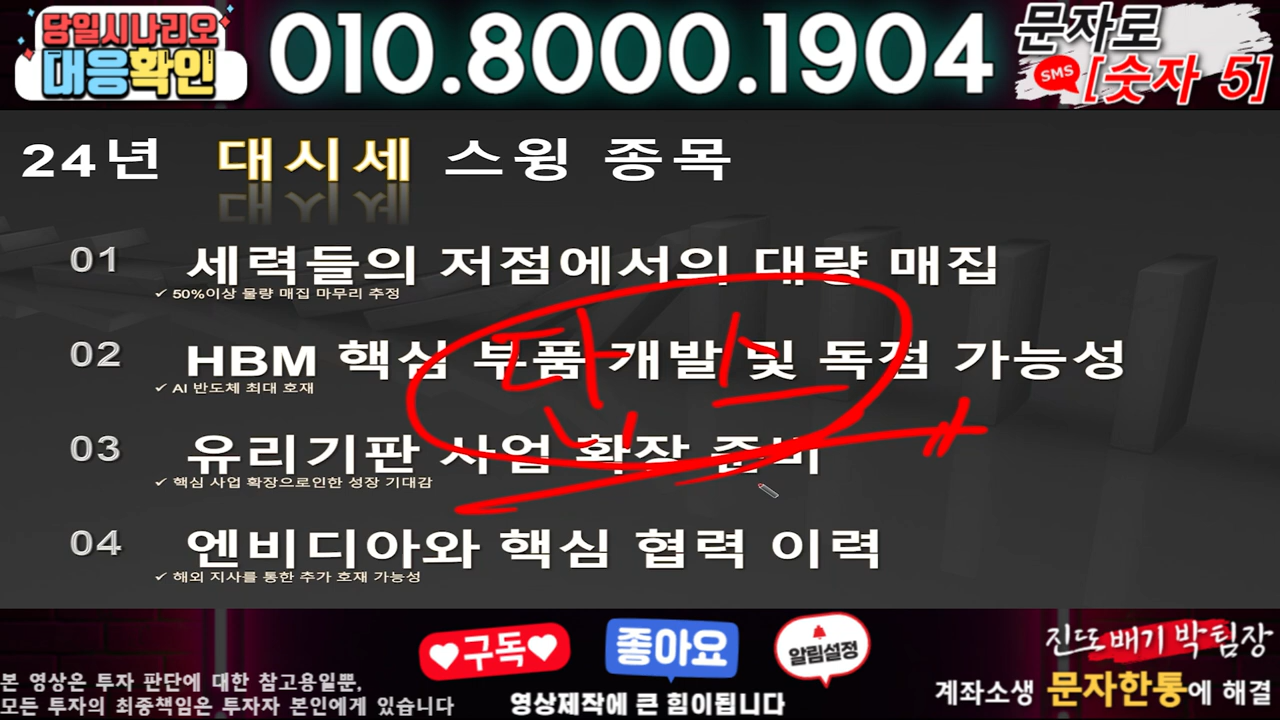 당일시나리오
대응확인
010.8000.1904
문자로
SMS
[숫자 5]
24년 대시세 스윙 종목
01 세력들의 저점에서의 대량 매집
✓ 50%이상 물량 매집 마무리 추정
02 HBM 핵심 부품 개발 및 독점 가능성
✓ AI 반도체 최대 호재
단 스
03 유리기판 사업 확장 준비
✓ 핵심 사업 확장으로인한 성장 기대감
04 엔비디아와 핵심 협력 이력
✓ 해외 지사를 통한 추가 호재 가능성
구독
좋아요
알림설정
영상제작에 큰 힘이됩니다
본 영상은 투자 판단에 대한 참고용일뿐,
모든 투자의 최종책임은 투자자 본인에게 있습니다
진또배기 박팀장
계좌소생 문자한통에 해결